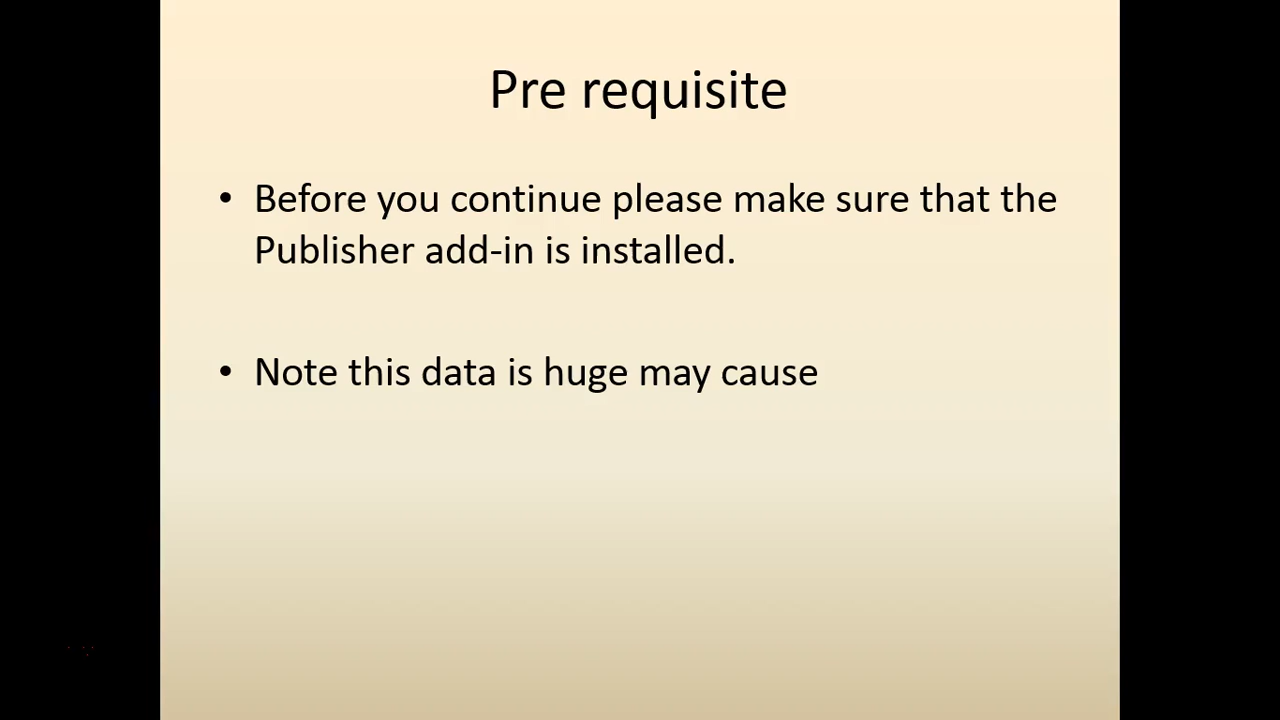 Pre requisite
• Before you continue please make sure that the
Publisher add-in is installed.
• Note this data is huge may cause